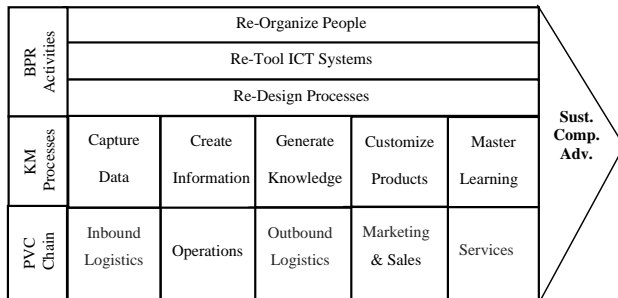 BPR
Activities
Re-Organize People
Re-Tool ICT Systems
Re-Design Processes
KM
Processes
Capture
Data
Create
Information
Generate
Knowledge
Customize
Products
Master
Learning
PVC
Chain
Inbound
Logistics
Operations
Outbound
Logistics
Marketing
& Sales
Services
Sust.
Comp.
Adv.